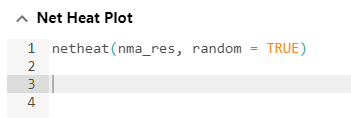 Net Heat Plot
1 netheat(nma_res, random = TRUE)
2
3
4